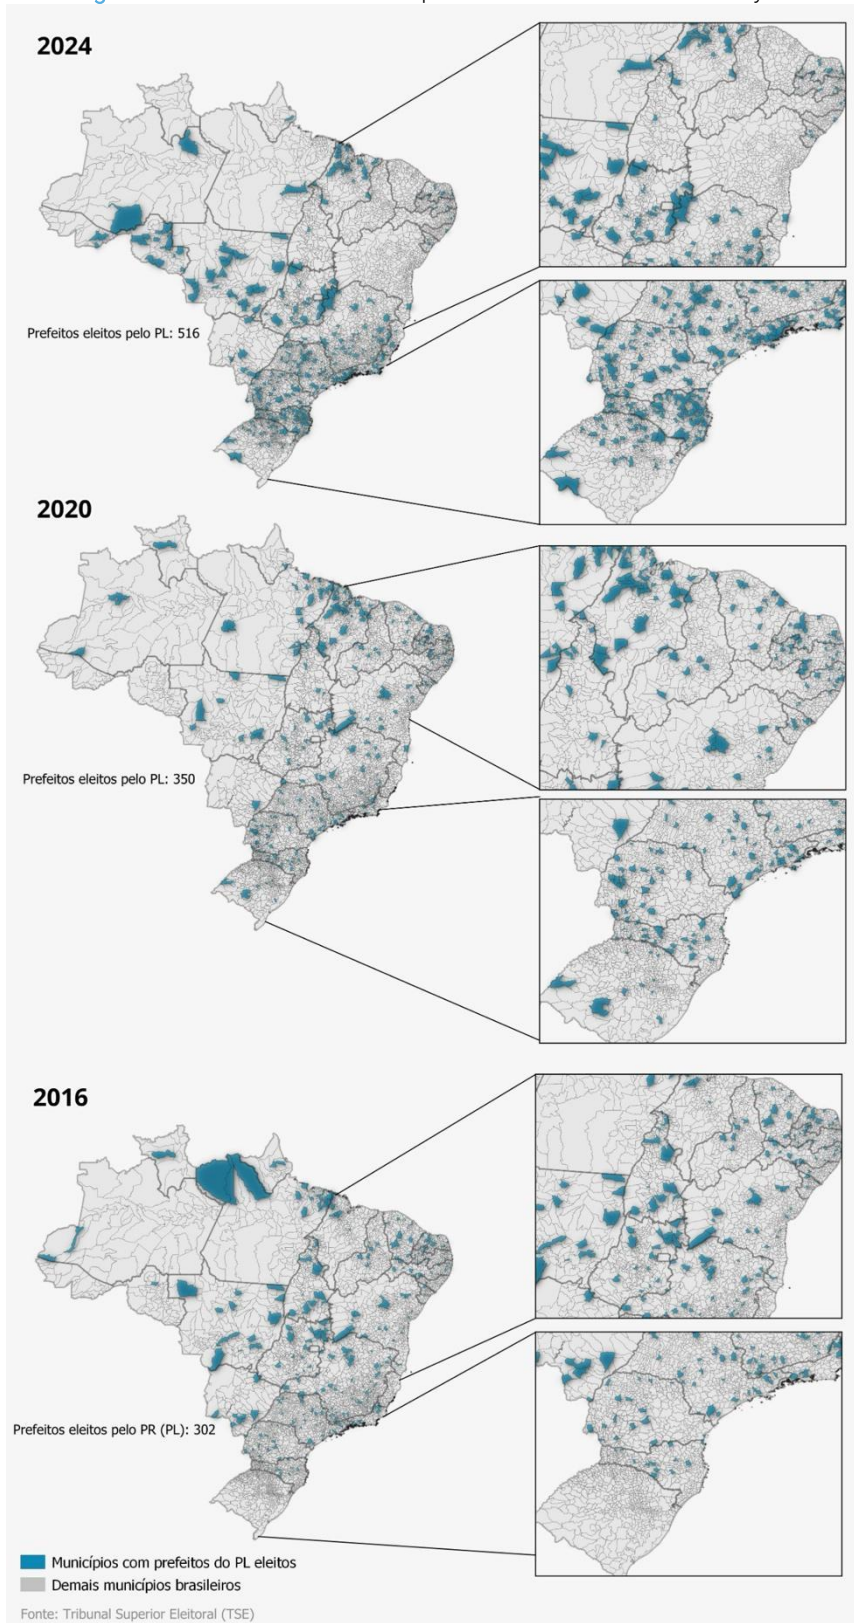 2024
Prefeitos eleitos pelo PL: 516
2020
Prefeitos eleitos pelo PL: 350
2016
Prefeitos eleitos pelo PR (PL): 302
Municípios com prefeitos do PL eleitos
Demais municípios brasileiros
Fonte: Tribunal Superior Eleitoral (TSE)